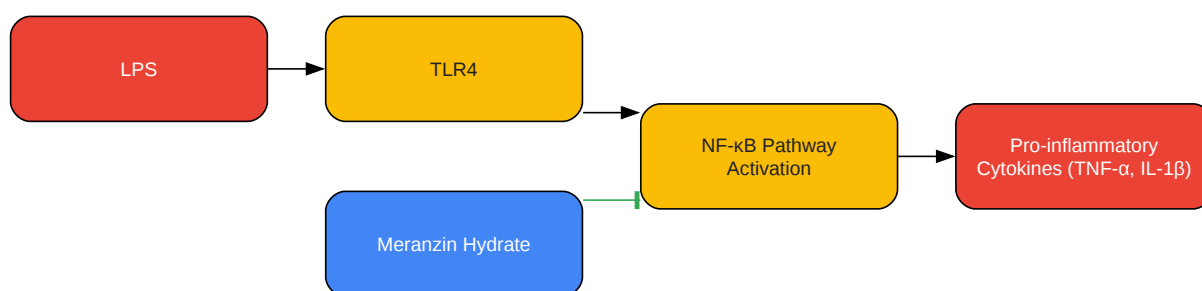 LPS
TLR4
NF-κB Pathway
Activation
Pro-inflammatory
Cytokines (TNF-α, IL-1β)
Meranzin Hydrate